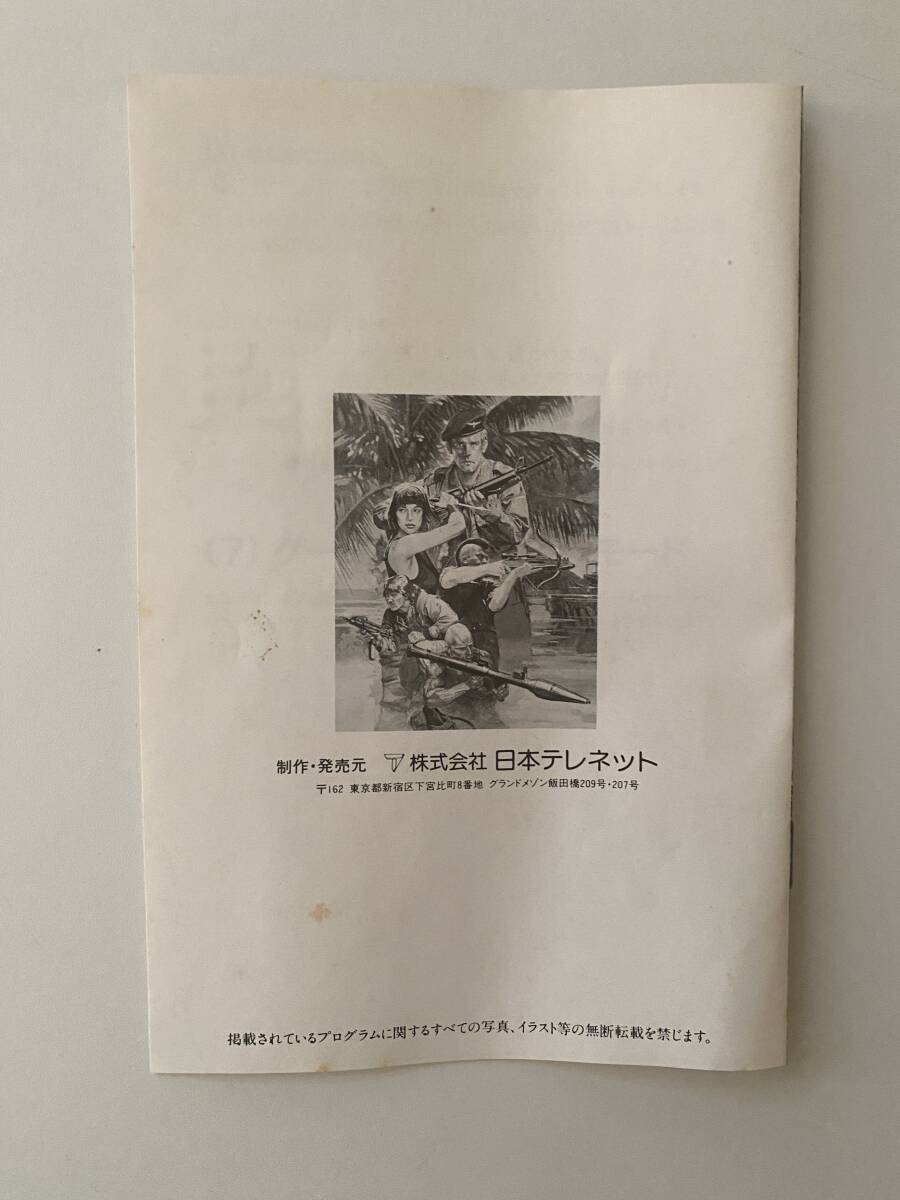 制作・発売元 株式会社 日本テレネット
〒162 東京都新宿区下宮比町8番地 グランドメゾン飯田橋209号・207号
掲載されているプログラムに関するすべての写真、イラスト等の無断転載を禁じます。